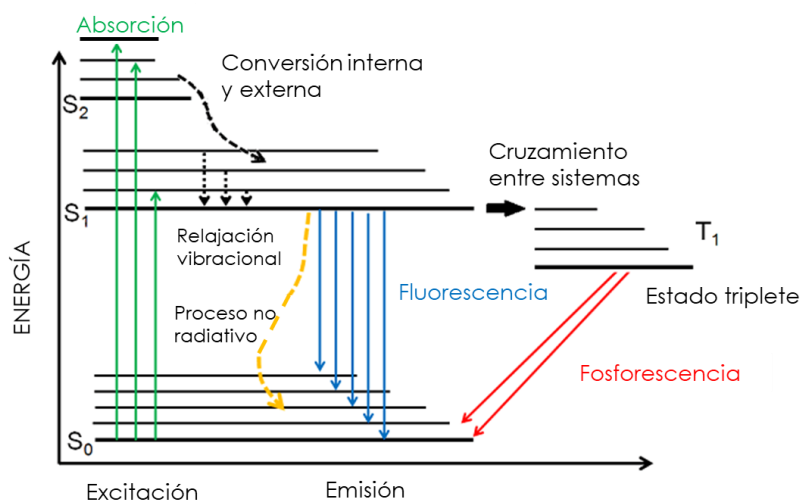 Absorción
Conversión interna
y externa
S2
Cruzamiento
entre sistemas
S1
T1
Relajación
vibracional
Fluorescencia
Estado triplete
ENERGÍA
Proceso no
radiativo
Fosforescencia
S0
Excitación
Emisión